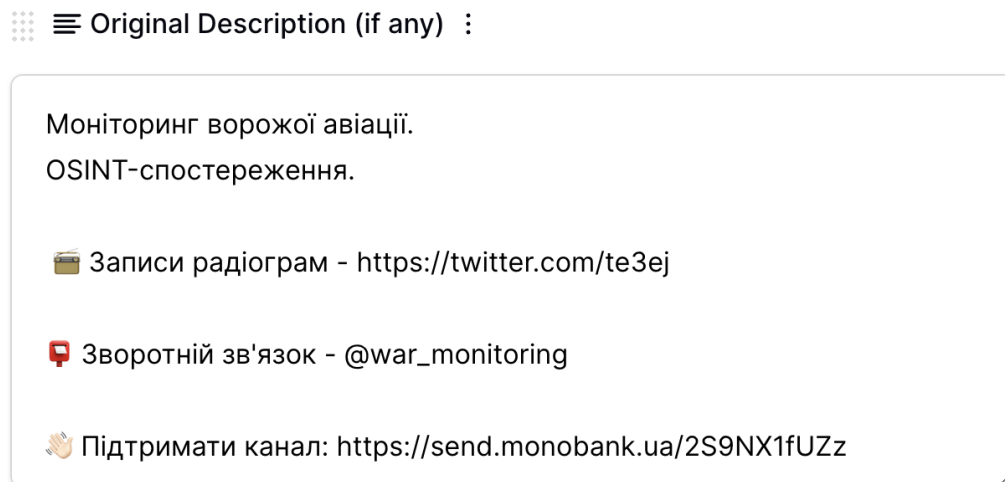 Original Description (if any)
Моніторинг ворожої авіації.
OSINT-спостереження.
📻 Записи радіограм - https://twitter.com/te3ej
📮 Зворотній зв'язок - @war_monitoring
👋🏻 Підтримати канал: https://send.monobank.ua/2S9NX1fUZz